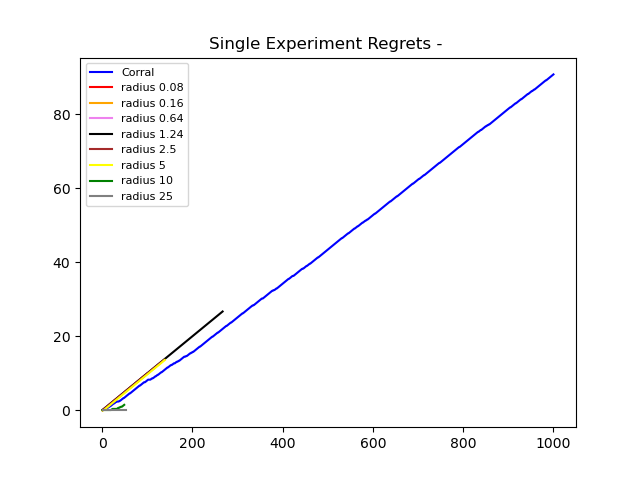 Single Experiment Regrets -
Corral
radius 0.08
radius 0.16
radius 0.64
radius 1.24
radius 2.5
radius 5
radius 10
radius 25
80
60
40
20
0
0 200 400 600 800 1000